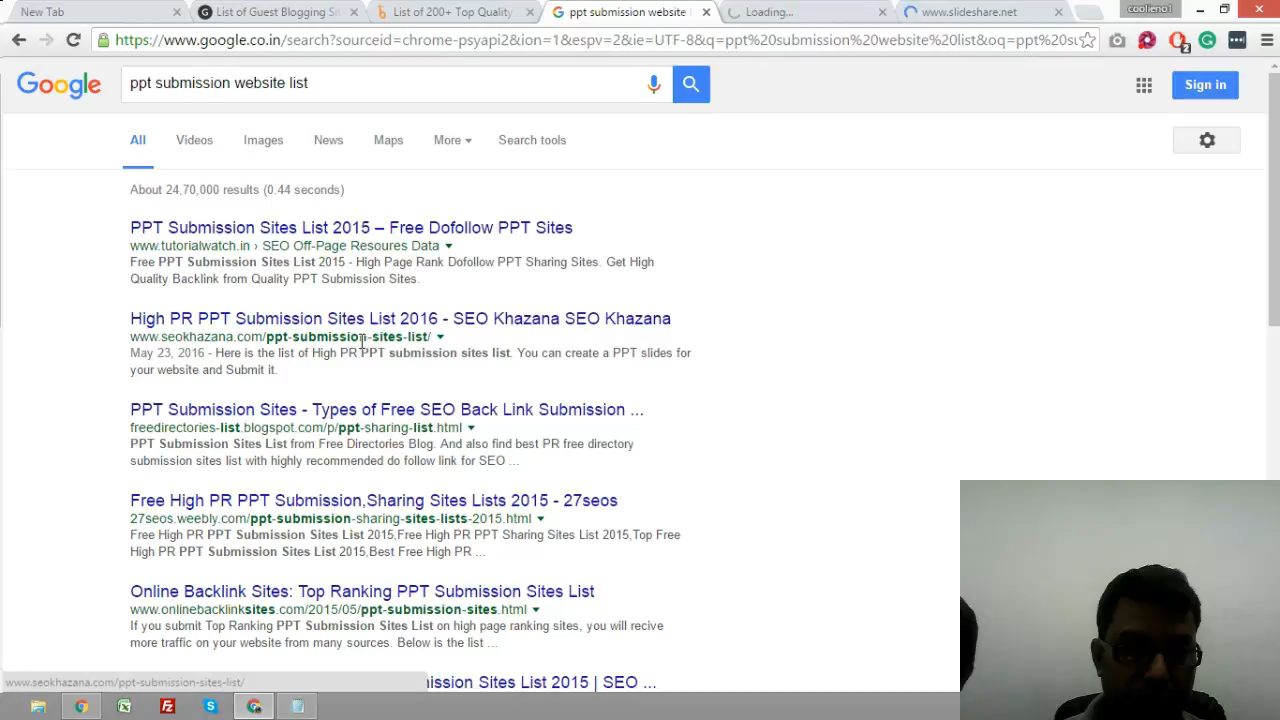 New Tab
List of Guest Blogging Si
List of 200+ Top Quality
ppt submission website
Loading...
www.slideshare.net
coolieno1
https://www.google.co.in/search?sourceid=chrome-psyapi2&ion=1&espv=2&ie=UTF-8&q=ppt%20submission%20website%20list&oq=ppt%20su
2
Google
ppt submission website list
Sign in
All Videos Images News Maps More Search tools
About 24,70,000 results (0.44 seconds)
PPT Submission Sites List 2015 – Free Dofollow PPT Sites
www.tutorialwatch.in › SEO Off-Page Resoures Data
Free PPT Submission Sites List 2015 - High Page Rank Dofollow PPT Sharing Sites. Get High
Quality Backlink from Quality PPT Submission Sites.
High PR PPT Submission Sites List 2016 - SEO Khazana SEO Khazana
www.seokhazana.com/ppt-submission-sites-list/
May 23, 2016 - Here is the list of High PR PPT submission sites list. You can create a PPT slides for
your website and Submit it.
PPT Submission Sites - Types of Free SEO Back Link Submission ...
freedirectories-list.blogspot.com/p/ppt-sharing-list.html
PPT Submission Sites List from Free Directories Blog. And also find best PR free directory
submission sites list with highly recommended do follow link for SEO ...
Free High PR PPT Submission,Sharing Sites Lists 2015 - 27seos
27seos.weebly.com/ppt-submission-sharing-sites-lists-2015.html
Free High PR PPT Submission Sites List 2015,Free High PR PPT Sharing Sites List 2015,Top Free
High PR PPT Submission Sites List 2015,Best Free High PR ...
Online Backlink Sites: Top Ranking PPT Submission Sites List
www.onlinebacklinksites.com/2015/05/ppt-submission-sites.html
If you submit Top Ranking PPT Submission Sites List on high page ranking sites, you will recive
more traffic on your website from many sources. Below is the list ...
www.seokhazana.com/ppt-submission-sites-list/
ission Sites List 2015 | SEO ...